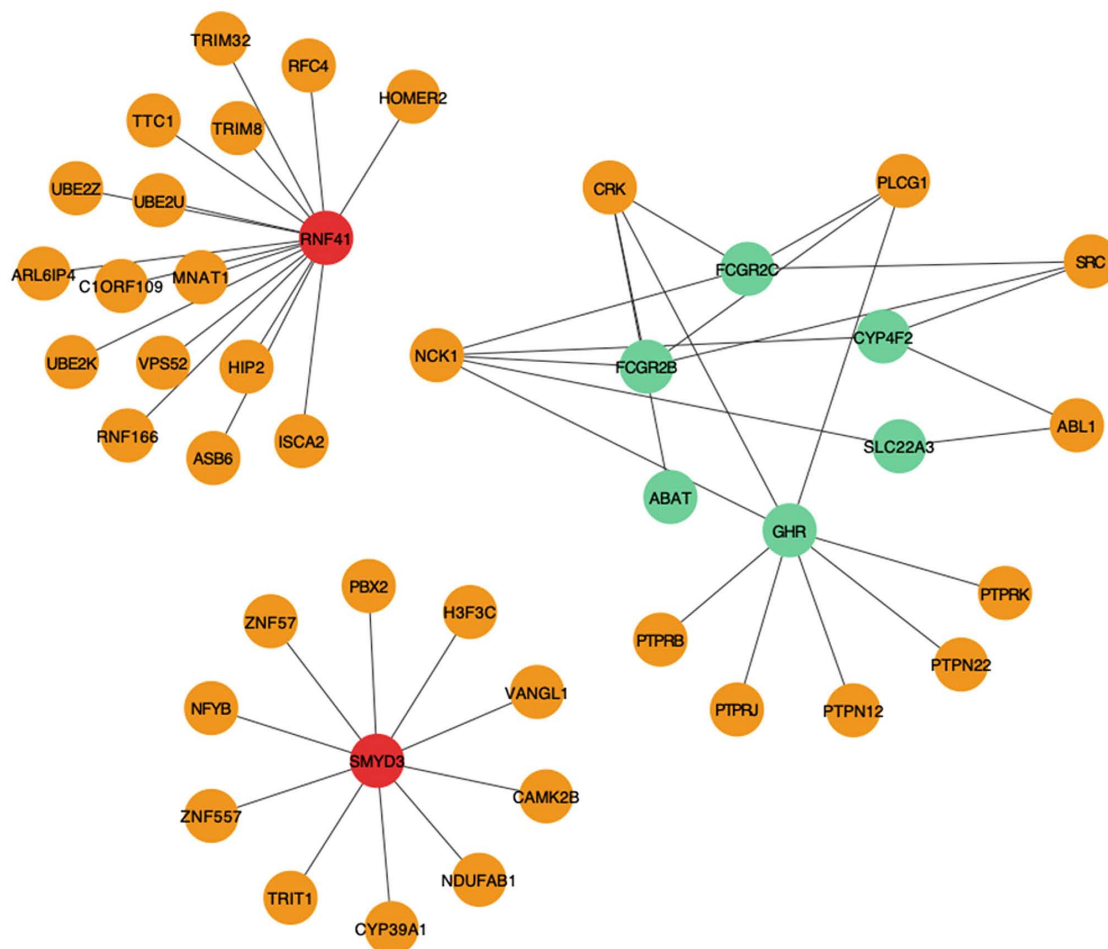 TRIM32
RFC4
HOMER2
TTC1
TRIM8
UBE2Z
UBE2U
RNF41
ARL6IP4
C1ORF109
MNAT1
UBE2K
VPS52
HIP2
RNF166
ASB6
ISCA2
CRK
PLCG1
FCGR2C
SRC
CYP4F2
NCK1
FCGR2B
ABL1
SLC22A3
ABAT
GHR
PTPRK
PTPRB
PTPN22
PTPRJ
PTPN12
PBX2
H3F3C
ZNF57
VANGL1
NFYB
SMYD3
CAMK2B
ZNF557
NDUFAB1
TRIT1
CYP39A1